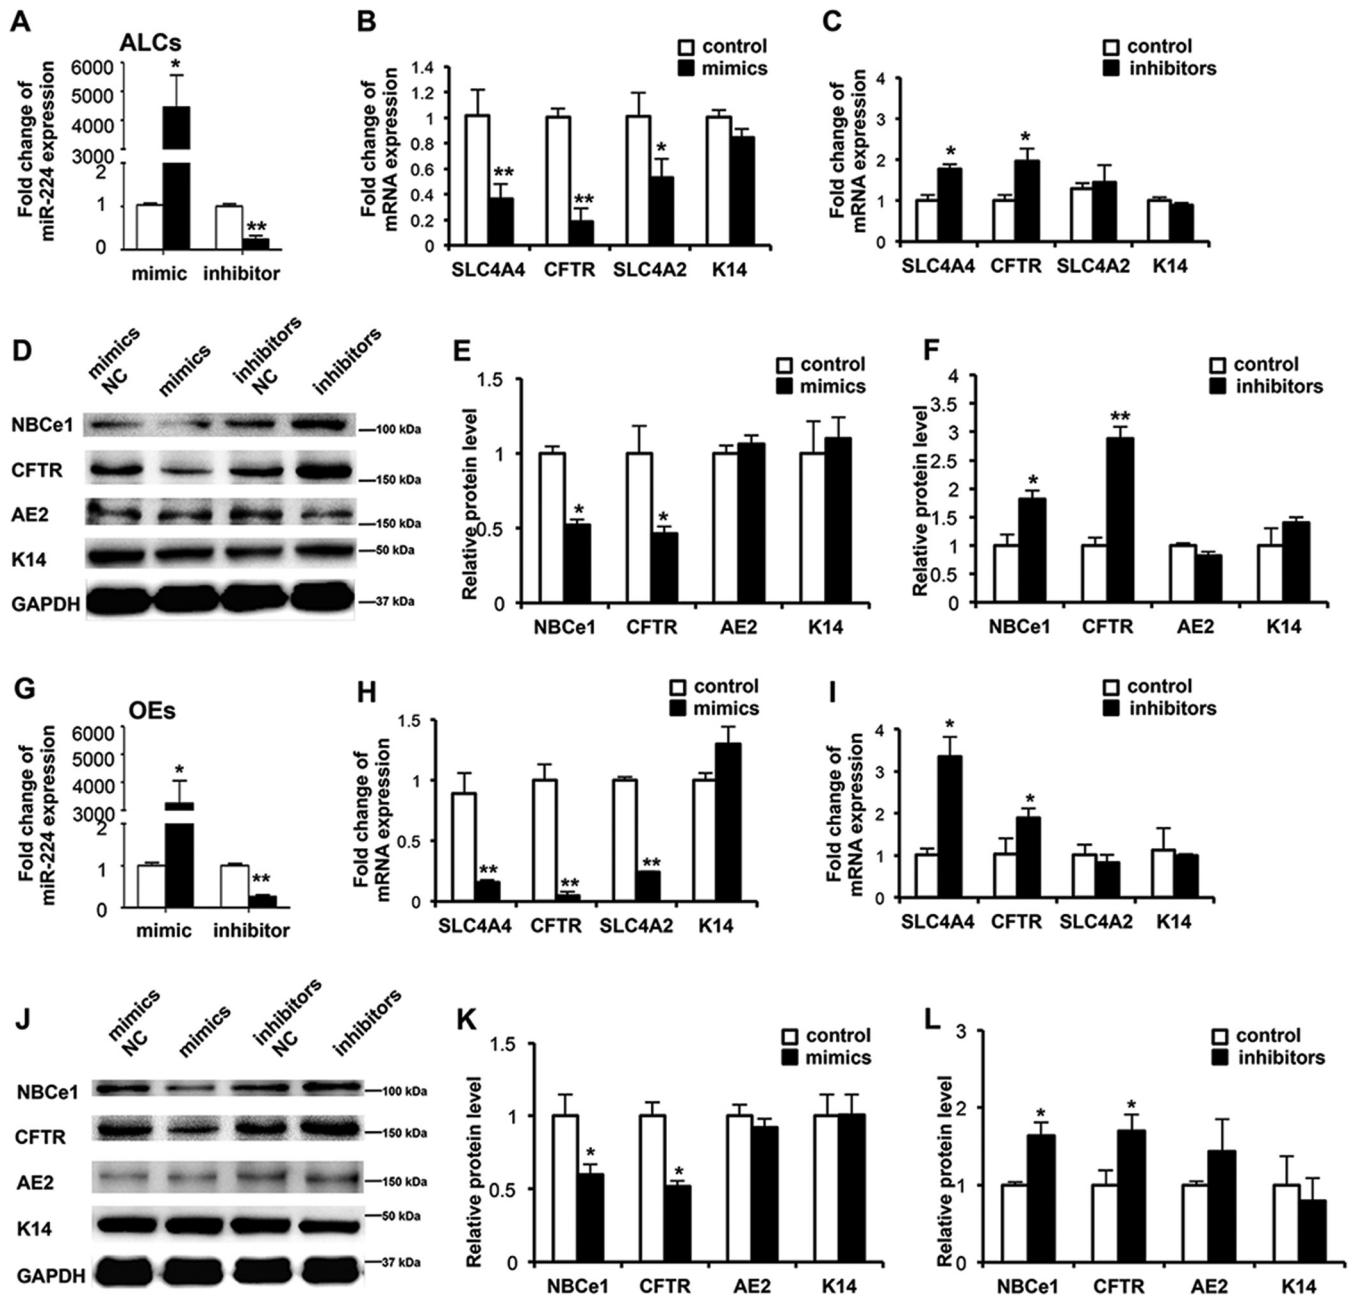 A
ALCs
Fold change of
miR-224 expression
6000
5000
4000
3000
2
1
0
*
**
mimic inhibitor
B
control
mimics
Fold change of
mRNA expression
1.4
1.2
1
0.8
0.6
0.4
0.2
0
**
**
*
SLC4A4 CFTR SLC4A2 K14
C
control
inhibitors
Fold change of
mRNA expression
4
3
2
1
0
*
*
SLC4A4 CFTR SLC4A2 K14
D
mimics
NC
mimics
inhibitors
NC
inhibitors
NBCe1
100 kDa
CFTR
150 kDa
AE2
150 kDa
K14
50 kDa
GAPDH
37 kDa
E
control
mimics
Relative protein level
1.5
1
0.5
0
*
*
NBCe1 CFTR AE2 K14
F
control
inhibitors
Relative protein level
4
3.5
3
2.5
2
1.5
1
0.5
0
*
**
NBCe1 CFTR AE2 K14
G
OEs
Fold change of
miR-224 expression
6000
5000
4000
3000
2
1
0
*
**
mimic inhibitor
H
control
mimics
Fold change of
mRNA expression
1.5
1
0.5
0
**
**
**
SLC4A4 CFTR SLC4A2 K14
I
control
inhibitors
Fold change of
mRNA expression
4
3
2
1
0
*
*
SLC4A4 CFTR SLC4A2 K14
J
mimics
NC
mimics
inhibitors
NC
inhibitors
NBCe1
100 kDa
CFTR
150 kDa
AE2
150 kDa
K14
50 kDa
GAPDH
37 kDa
K
control
mimics
Relative protein level
1.5
1
0.5
0
*
*
NBCe1 CFTR AE2 K14
L
control
inhibitors
Relative protein level
3
2
1
0
*
*
NBCe1 CFTR AE2 K14